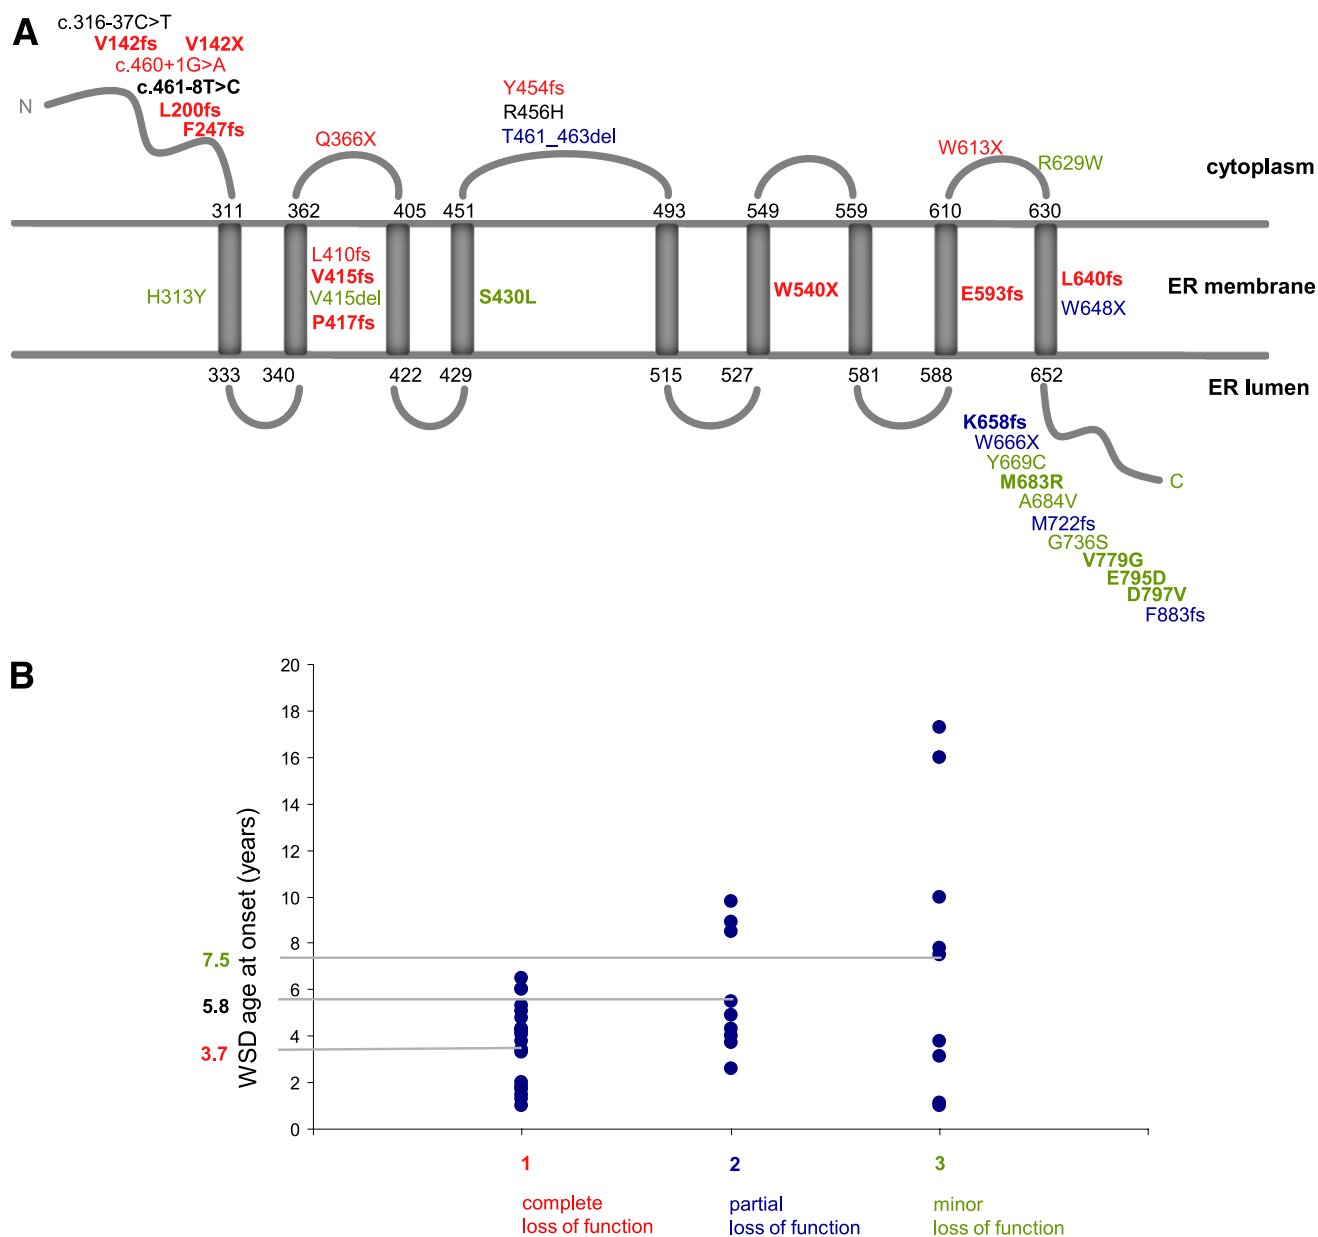 A
c.316-37C>T
V142fs V142X
c.460+1G>A
c.461-8T>C
L200fs
F247fs
N
Q366X
Y454fs
R456H
T461_463del
W613X
R629W
cytoplasm
311 362 405 451 493 549 559 610 630
H313Y
L410fs
V415fs
V415del
P417fs
S430L
W540X
E593fs
L640fs
W648X
ER membrane
333 340 422 429 515 527 581 588 652
ER lumen
K658fs
W666X
Y669C
M683R
A684V
M722fs
G736S
V779G
E795D
D797V
F883fs
C
B
WSD age at onset (years)
20
18
16
14
12
10
8
6
4
2
0
7.5
5.8
3.7
1 2 3
complete partial minor
loss of function loss of function loss of function